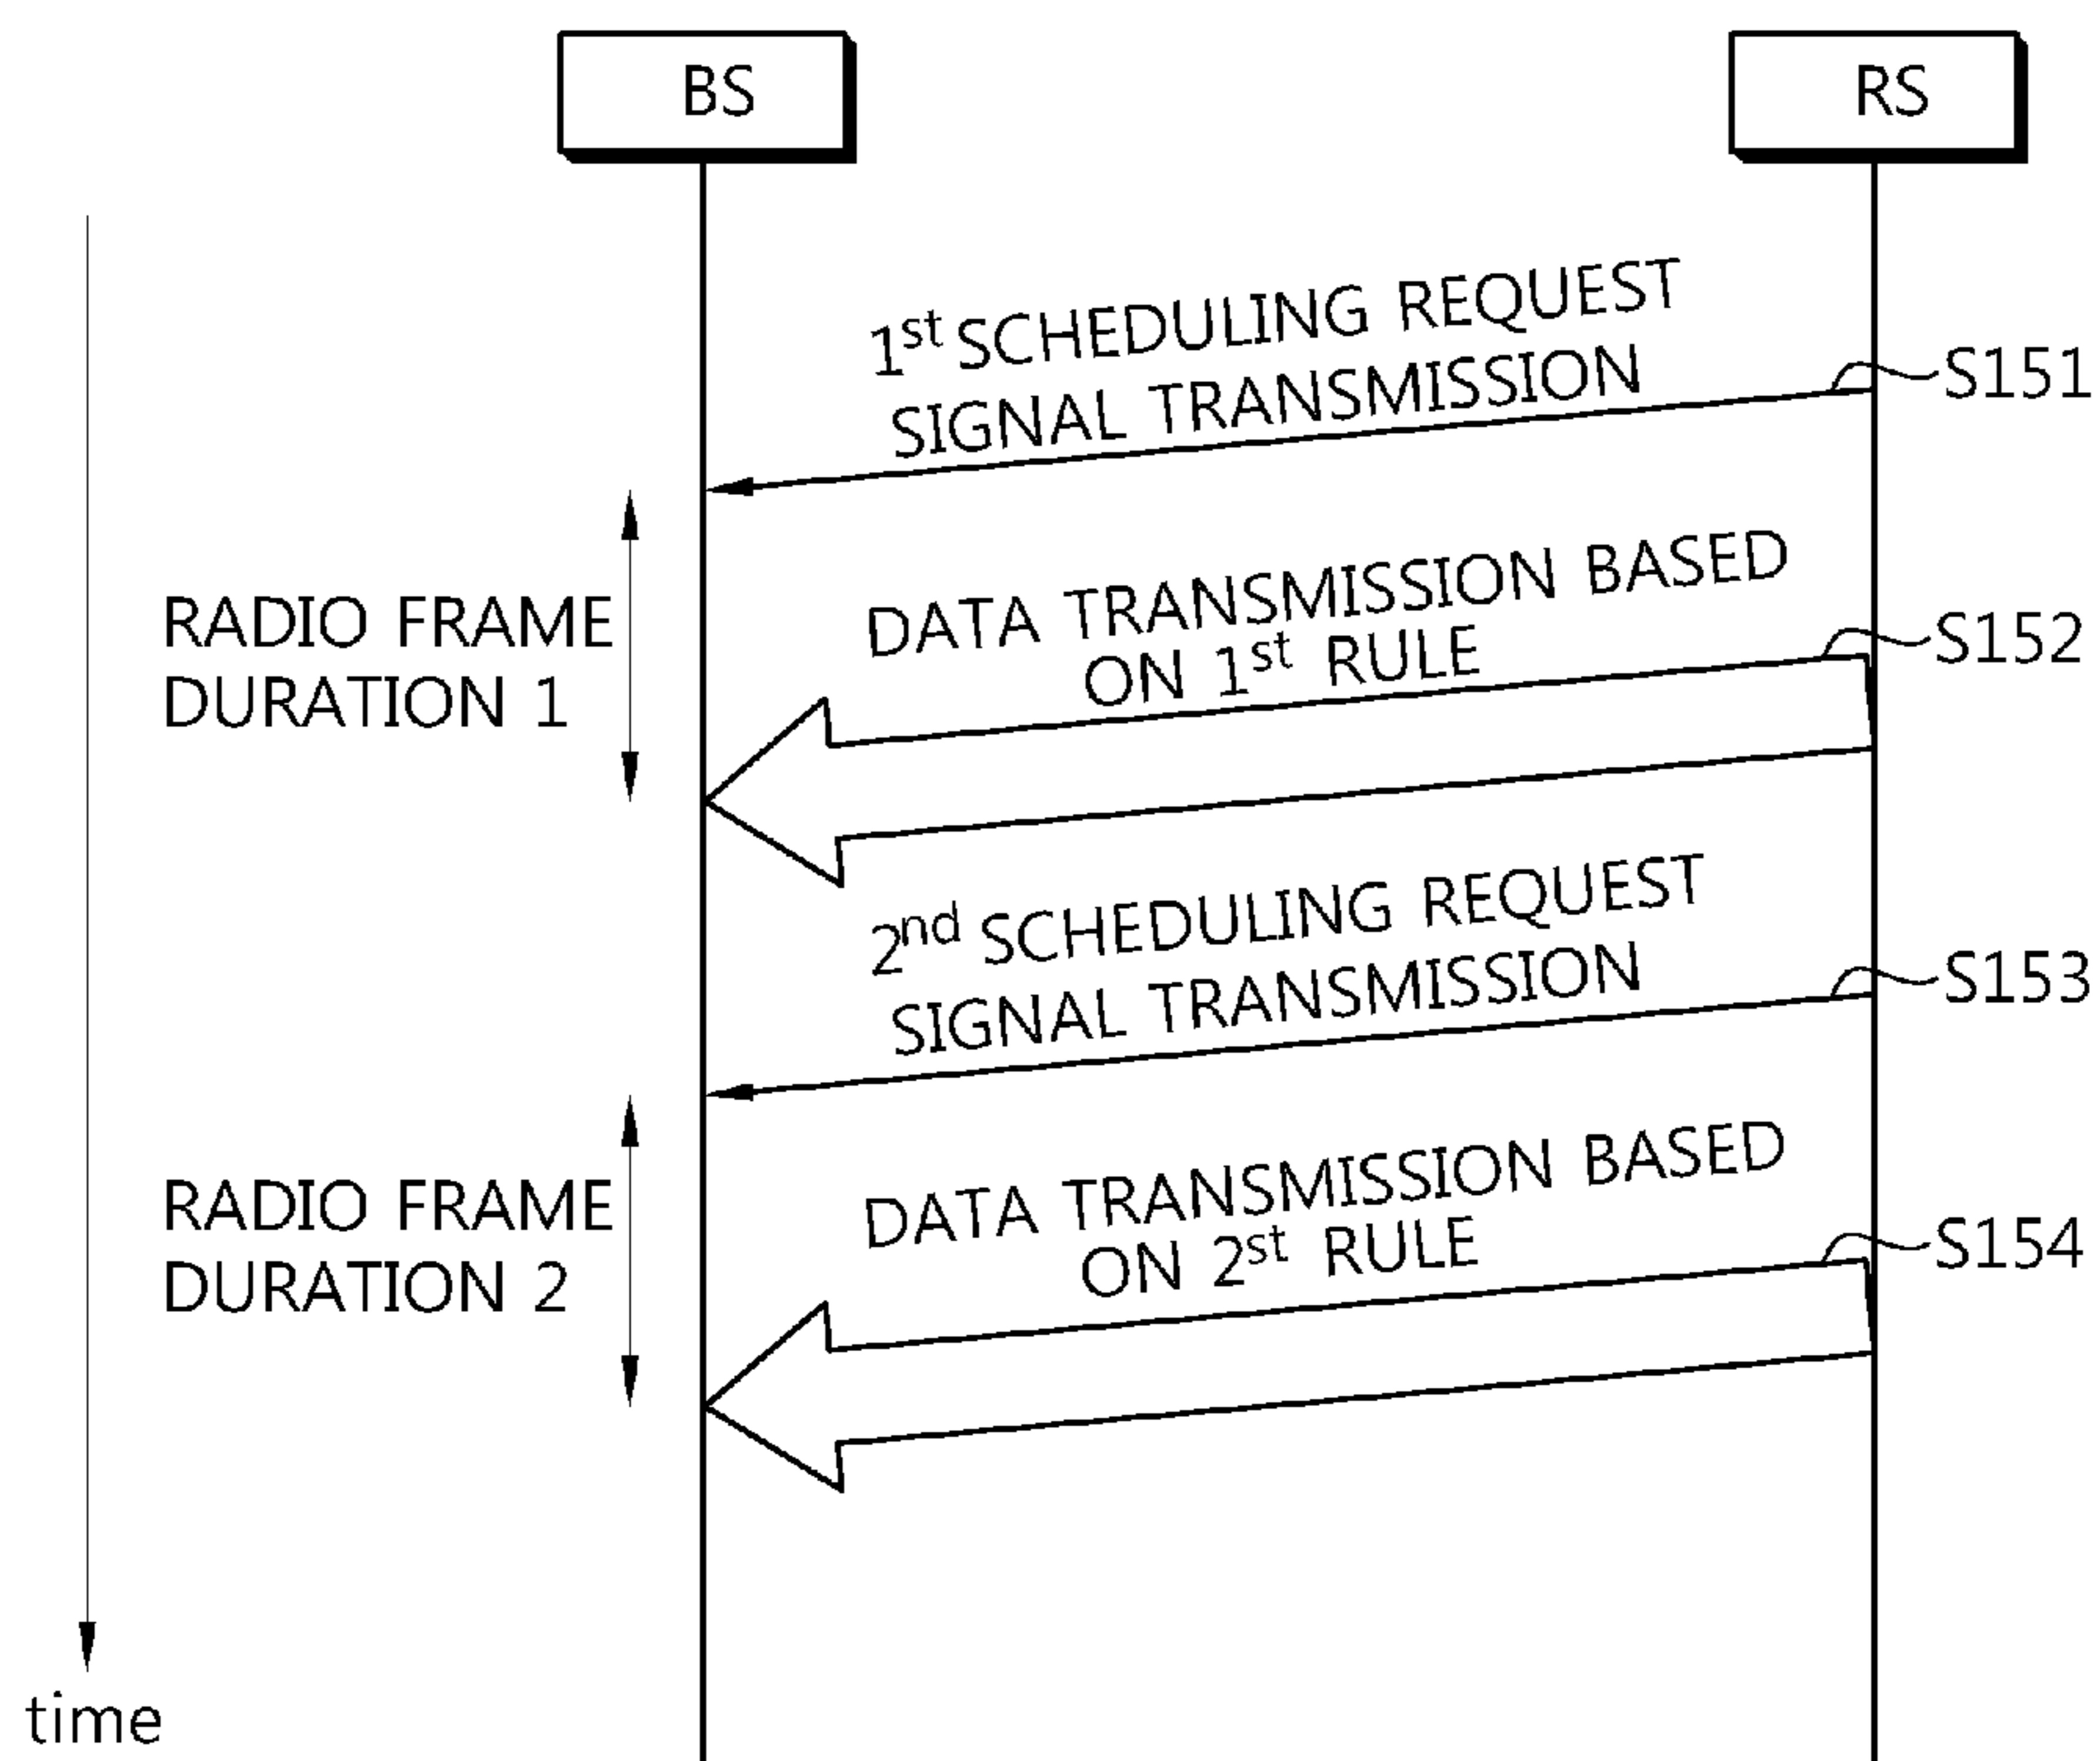 BS
RS
1st SCHEDULING REQUEST
SIGNAL TRANSMISSION
S151
RADIO FRAME
DURATION 1
DATA TRANSMISSION BASED
ON 1st RULE
S152
2nd SCHEDULING REQUEST
SIGNAL TRANSMISSION
S153
RADIO FRAME
DURATION 2
DATA TRANSMISSION BASED
ON 2st RULE
S154
time